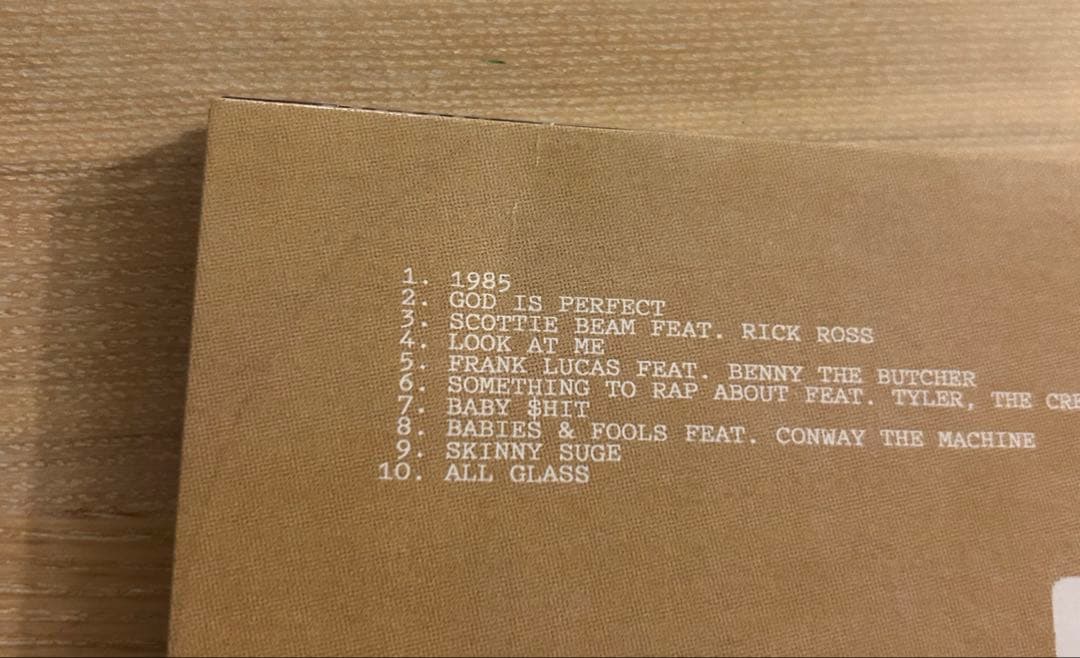 1. 1985
2. GOD IS PERFECT
3. SCOTTIE BEAM FEAT. RICK ROSS
4. LOOK AT ME
5. FRANK LUCAS FEAT. BENNY THE BUTCHER
6. SOMETHING TO RAP ABOUT FEAT. TYLER, THE CRE
7. BABY $HIT
8. BABIES & FOOLS FEAT. CONWAY THE MACHINE
9. SKINNY SUGE
10. ALL GLASS